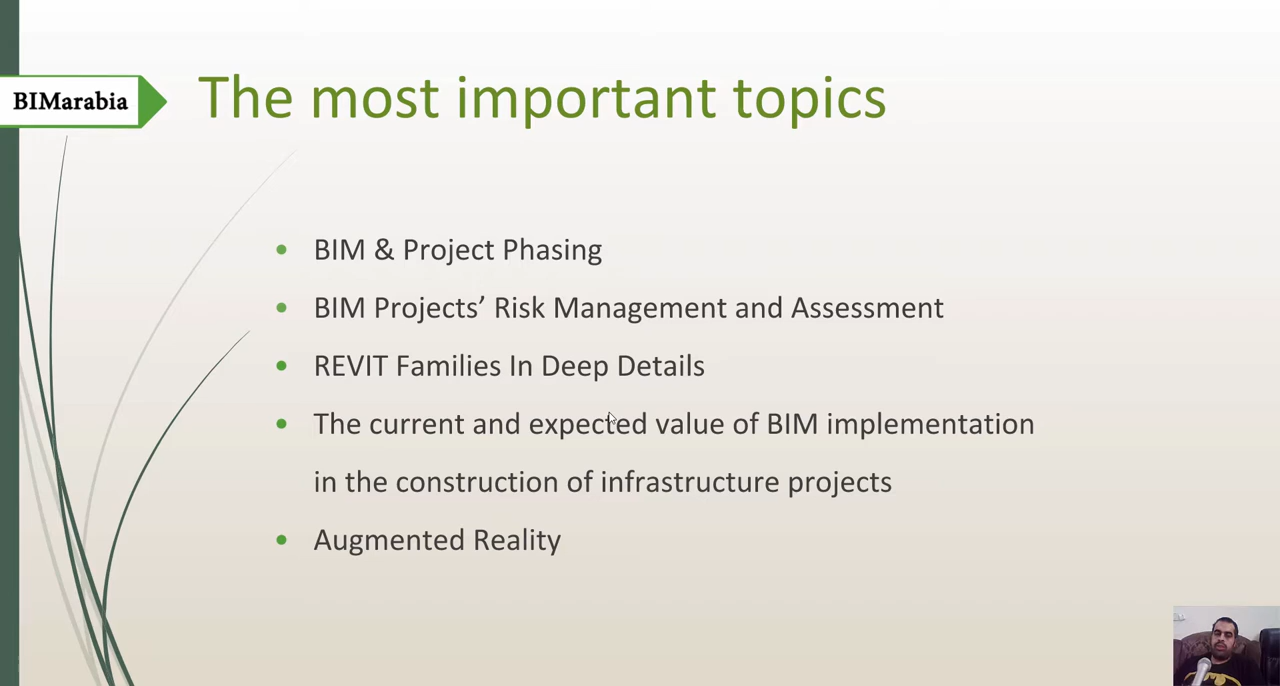 BIMarabia
The most important topics
• BIM & Project Phasing
• BIM Projects’ Risk Management and Assessment
• REVIT Families In Deep Details
• The current and expected value of BIM implementation
in the construction of infrastructure projects
• Augmented Reality